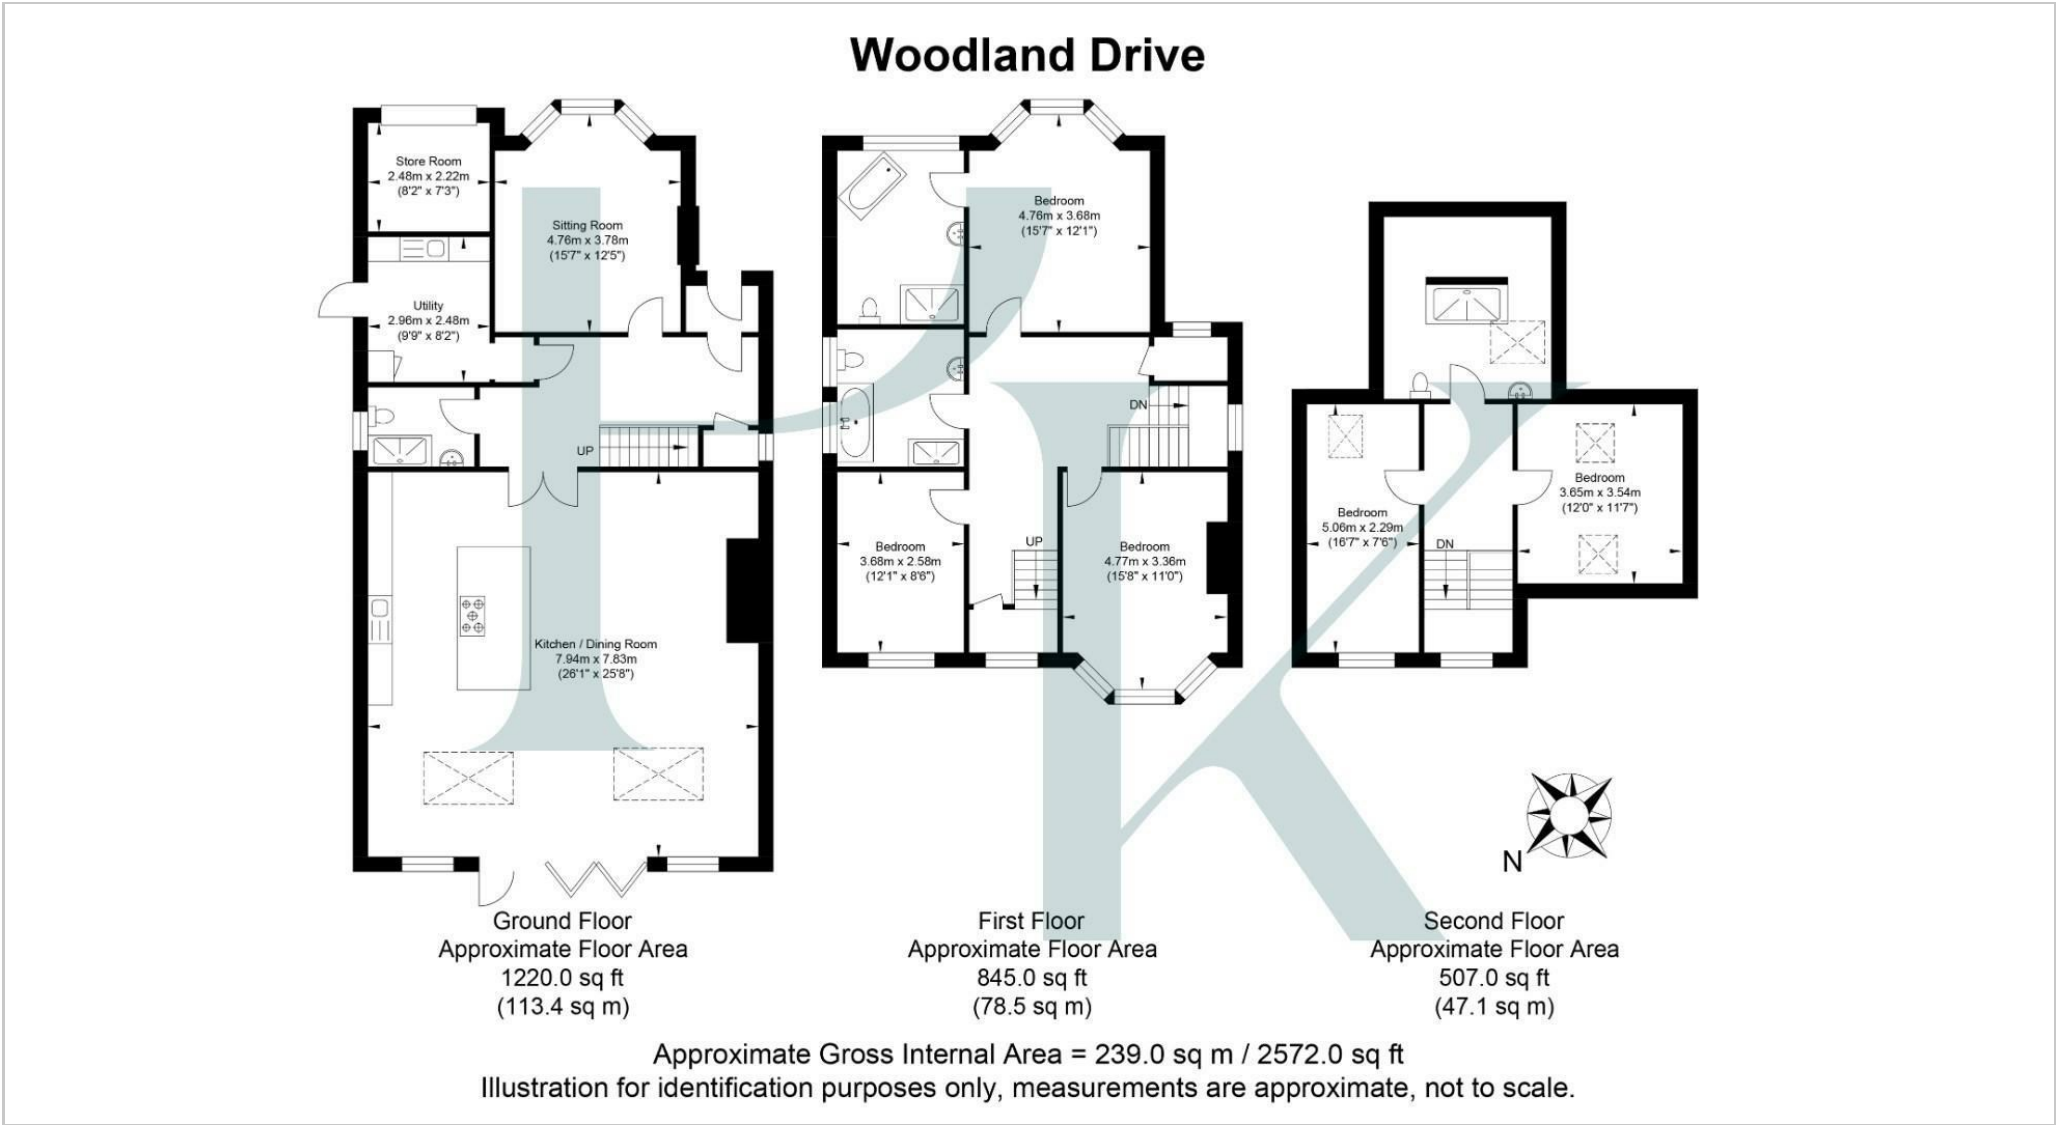 Woodland Drive
Store Room
2.48m x 2.22m
(8'2" x 7'3")
Sitting Room
4.76m x 3.78m
(15'7" x 12'5")
Utility
2.96m x 2.48m
(9'9" x 8'2")
UP
Kitchen / Dining Room
7.94m x 7.83m
(26'1" x 25'8")
Ground Floor
Approximate Floor Area
1220.0 sq ft
(113.4 sq m)
Bedroom
4.76m x 3.68m
(15'7" x 12'1")
DN
UP
Bedroom
3.68m x 2.58m
(12'1" x 8'6")
Bedroom
4.77m x 3.36m
(15'8" x 11'0")
First Floor
Approximate Floor Area
845.0 sq ft
(78.5 sq m)
Bedroom
5.06m x 2.29m
(16'7" x 7'6")
DN
Bedroom
3.65m x 3.54m
(12'0" x 11'7")
N
Second Floor
Approximate Floor Area
507.0 sq ft
(47.1 sq m)
Approximate Gross Internal Area = 239.0 sq m / 2572.0 sq ft
Illustration for identification purposes only, measurements are approximate, not to scale.